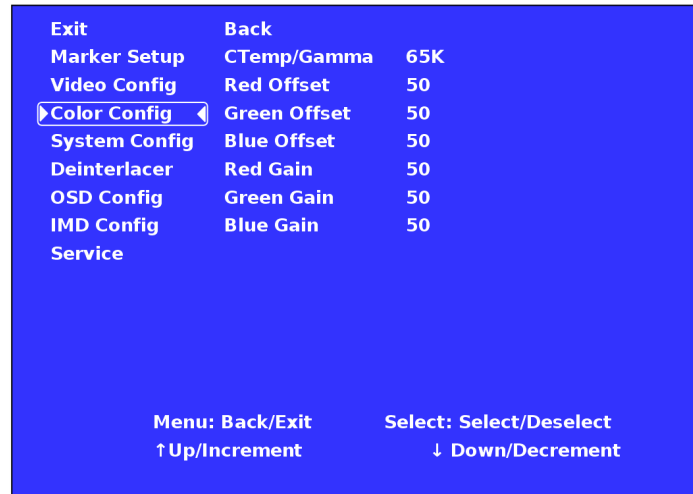 Exit Back
Marker Setup CTemp/Gamma 65K
Video Config Red Offset 50
Color Config Green Offset 50
System Config Blue Offset 50
Deinterlacer Red Gain 50
OSD Config Green Gain 50
IMD Config Blue Gain 50
Service
Menu: Back/Exit Select: Select/Deselect
↑Up/Increment ↓ Down/Decrement